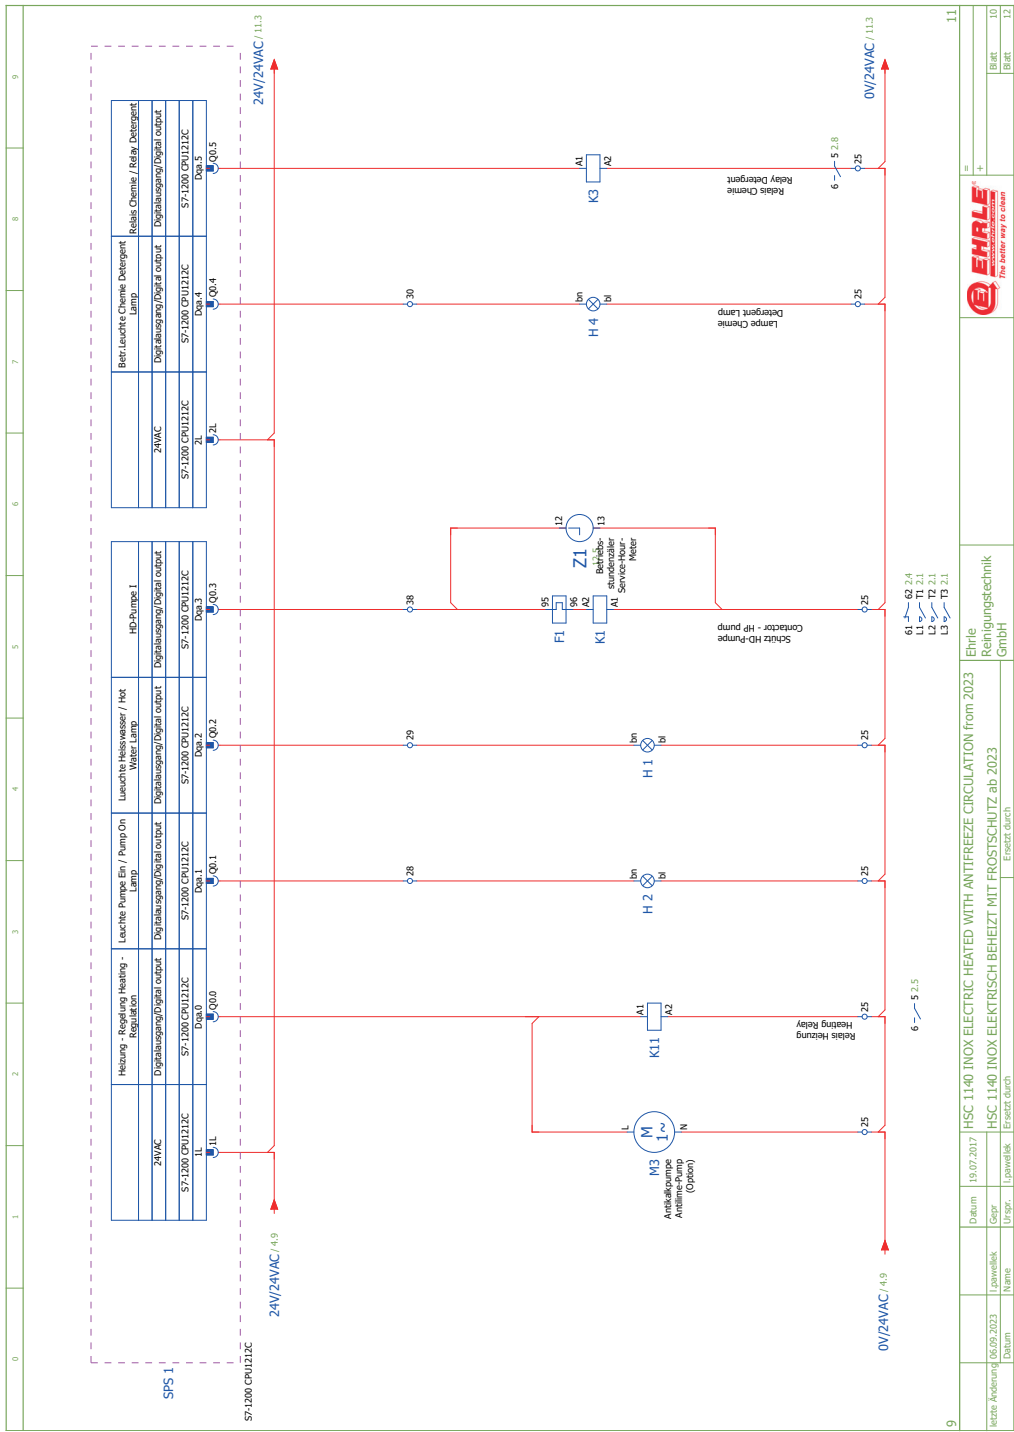 0
1
2
3
4
5
6
7
8
9
SPS 1
S7-1200 CPU1212C
24VAC
S7-1200 CPU1212C
1L
1L
Heizung - Regelung Heating -
Regulation
Digitalausgang/Digital output
S7-1200 CPU1212C
Dqa.0
Q0.0
Leuchte Pumpe Ein / Pump On
Lamp
Digitalausgang/Digital output
S7-1200 CPU1212C
Dqa.1
Q0.1
Lueuchte Heisswasser / Hot
Water Lamp
Digitalausgang/Digital output
S7-1200 CPU1212C
Dqa.2
Q0.2
HD-Pumpe I
Digitalausgang/Digital output
S7-1200 CPU1212C
Dqa.3
Q0.3
24VAC
S7-1200 CPU1212C
2L
2L
Betr.Leuchte Chemie Detergent
Lamp
Digitalausgang/Digital output
S7-1200 CPU1212C
Dqa.4
Q0.4
Relais Chemie / Relay Detergent
Digitalausgang/Digital output
S7-1200 CPU1212C
Dqa.5
Q0.5
24V/24VAC / 4.9
24V/24VAC / 11.3
28
29
38
30
M3
M
1~
L
N
Antikalkpumpe
Antilime-Pump
(Option)
K11
A1
A2
Relais Heizung
Heating Relay
H 2
bn
bl
H 1
bn
bl
F1
95
96
K1
A2
A1
Schütz HD-Pumpe
Contactor - HP pump
Z1
12
13
Betriebs-
stundenzäler
Service-Hour-
Meter
H 4
bn
bl
Lampe Chemie
Detergent Lamp
K3
A1
A2
Relais Chemie
Relay Detergent
6 5 2.8
25
25
25
25
25
25
25
0V/24VAC / 4.9
0V/24VAC / 11.3
6 5 2.5
61 62 2.4
L1 T1 2.1
L2 T2 2.1
L3 T3 2.1
9
11
letzte Änderung
06.09.2023
I.pawellek
Datum
Name
Datum
19.07.2017
Gepr
Urspr.
I.pawellek
HSC 1140 INOX ELECTRIC HEATED WITH ANTIFREEZE CIRCULATION from 2023
HSC 1140 INOX ELEKTRISCH BEHEIZT MIT FROSTSCHUTZ ab 2023
Ersetzt durch
Ersetzt durch
Ehrle
Reinigungstechnik
GmbH
E EHRLE
The better way to clean
=
+
Blatt 10
Blatt 12